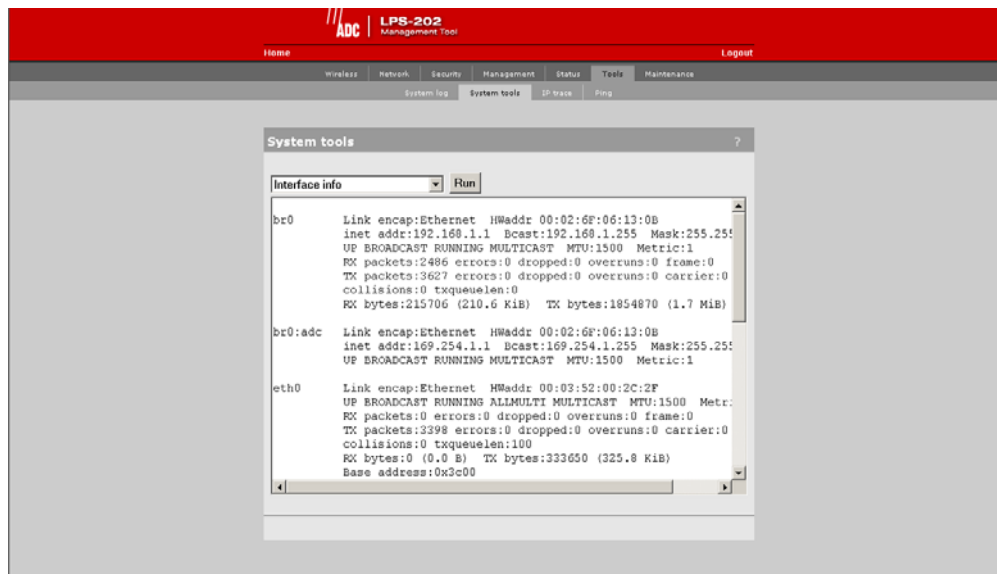 ADC
LPS-202
Management Tool
Home Logout
Wireless Network Security Management Status Tools Maintenance
System log System tools IP trace Ping
System tools ?
Interface info Run
br0 Link encap:Ethernet HWaddr 00:02:6F:06:13:0B
inet addr:192.168.1.1 Bcast:192.168.1.255 Mask:255.255
UP BROADCAST RUNNING MULTICAST MTU:1500 Metric:1
RX packets:2486 errors:0 dropped:0 overruns:0 frame:0
TX packets:3627 errors:0 dropped:0 overruns:0 carrier:0
collisions:0 txqueuelen:0
RX bytes:215706 (210.6 KiB) TX bytes:1854870 (1.7 MiB)
br0:adc Link encap:Ethernet HWaddr 00:02:6F:06:13:0B
inet addr:169.254.1.1 Bcast:169.254.1.255 Mask:255.255
UP BROADCAST RUNNING MULTICAST MTU:1500 Metric:1
eth0 Link encap:Ethernet HWaddr 00:03:52:00:2C:2F
UP BROADCAST RUNNING ALLMULTI MULTICAST MTU:1500 Metr
RX packets:0 errors:0 dropped:0 overruns:0 frame:0
TX packets:3398 errors:0 dropped:0 overruns:0 carrier:0
collisions:0 txqueuelen:100
RX bytes:0 (0.0 B) TX bytes:333650 (325.8 KiB)
Base address:0x3c00